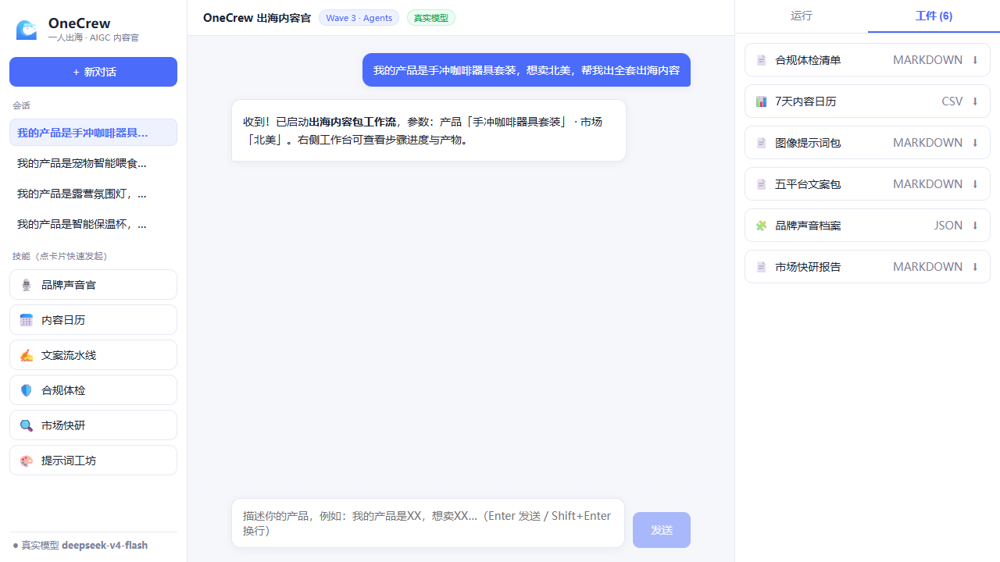 OneCrew
一人出海 · AIGC 内容官
+ 新对话
会话
我的产品是手冲咖啡器具...
我的产品是宠物智能喂食...
我的产品是露营氛围灯，...
我的产品是智能保温杯，...
技能（点卡片快速发起）
品牌声音官
内容日历
文案流水线
合规体检
市场快研
提示词工坊
● 真实模型 deepseek-v4-flash
OneCrew 出海内容官
Wave 3 · Agents
真实模型
我的产品是手冲咖啡器具套装，想卖北美，帮我出全套出海内容
收到！已启动出海内容包工作流，参数：产品「手冲咖啡器具套装」 · 市场
「北美」。右侧工作台可查看步骤进度与产物。
描述你的产品，例如：我的产品是XX，想卖XX...（Enter 发送 / Shift+Enter
换行）
发送
运行
工件 (6)
合规体检清单 MARKDOWN ⬇
7天内容日历 CSV ⬇
图像提示词包 MARKDOWN ⬇
五平台文案包 MARKDOWN ⬇
品牌声音档案 JSON ⬇
市场快研报告 MARKDOWN ⬇